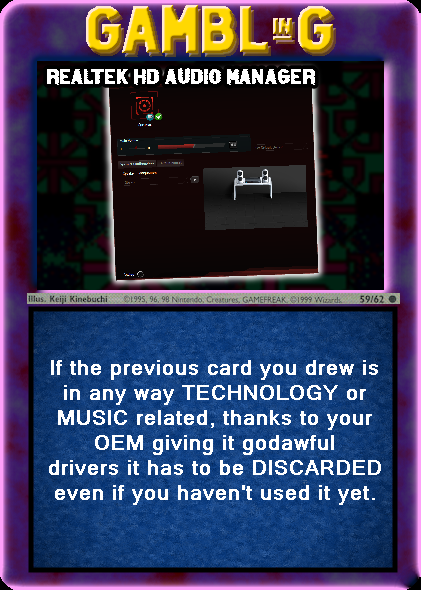 GAMBL IN G
REALTEK HD AUDIO MANAGER
Illus. Keiji Kinebuchi ©1995, 96, 98 Nintendo, Creatures, GAMEFREAK. ©1999 Wizards. 59/62 ●
If the previous card you drew is
in any way TECHNOLOGY or
MUSIC related, thanks to your
OEM giving it godawful
drivers it has to be DISCARDED
even if you haven't used it yet.